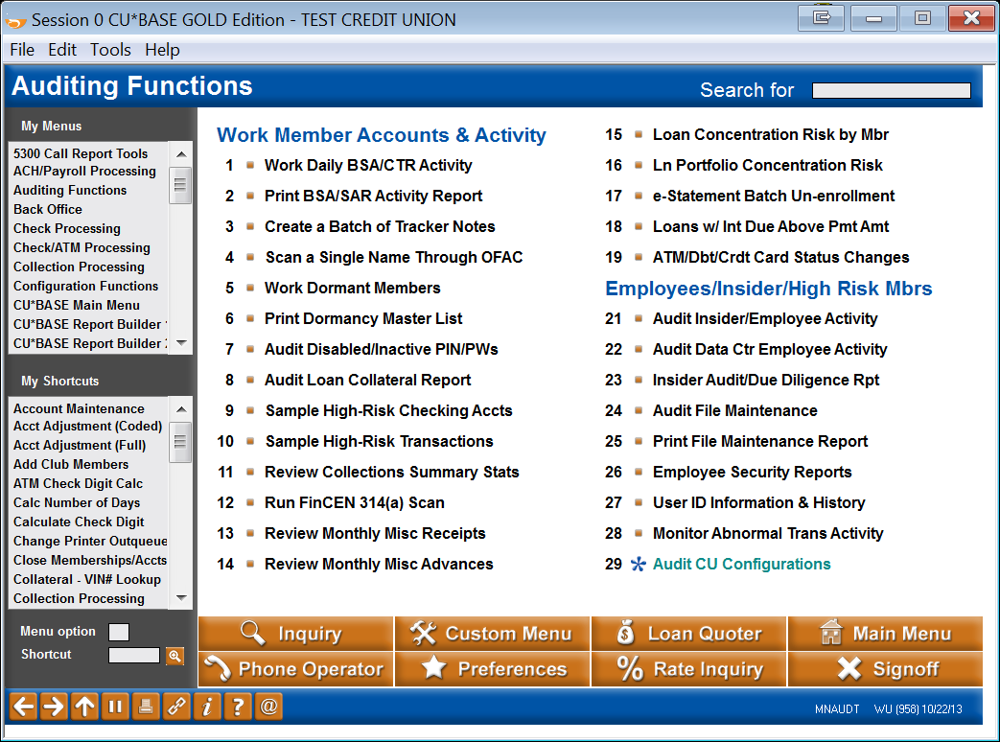 Session 0 CU*BASE GOLD Edition - TEST CREDIT UNION
File Edit Tools Help
Auditing Functions
Search for
My Menus
5300 Call Report Tools
ACH/Payroll Processing
Auditing Functions
Back Office
Check Processing
Check/ATM Processing
Collection Processing
Configuration Functions
CU*BASE Main Menu
CU*BASE Report Builder
CU*BASE Report Builder
My Shortcuts
Account Maintenance
Acct Adjustment (Coded)
Acct Adjustment (Full)
Add Club Members
ATM Check Digit Calc
Calc Number of Days
Calculate Check Digit
Change Printer Outqueue
Close Memberships/Accts
Collateral - VIN# Lookup
Collection Processing
Menu option
Shortcut
Work Member Accounts & Activity
1 Work Daily BSA/CTR Activity
2 Print BSA/SAR Activity Report
3 Create a Batch of Tracker Notes
4 Scan a Single Name Through OFAC
5 Work Dormant Members
6 Print Dormancy Master List
7 Audit Disabled/Inactive PIN/PWs
8 Audit Loan Collateral Report
9 Sample High-Risk Checking Accts
10 Sample High-Risk Transactions
11 Review Collections Summary Stats
12 Run FinCEN 314(a) Scan
13 Review Monthly Misc Receipts
14 Review Monthly Misc Advances
15 Loan Concentration Risk by Mbr
16 Ln Portfolio Concentration Risk
17 e-Statement Batch Un-enrollment
18 Loans w/ Int Due Above Pmt Amt
19 ATM/Dbt/Crdt Card Status Changes
Employees/Insider/High Risk Mbrs
21 Audit Insider/Employee Activity
22 Audit Data Ctr Employee Activity
23 Insider Audit/Due Diligence Rpt
24 Audit File Maintenance
25 Print File Maintenance Report
26 Employee Security Reports
27 User ID Information & History
28 Monitor Abnormal Trans Activity
29 * Audit CU Configurations
Inquiry Custom Menu $ Loan Quoter Main Menu
Phone Operator Preferences % Rate Inquiry Signoff
i ? @
MNAUDT WU (958) 10/22/13